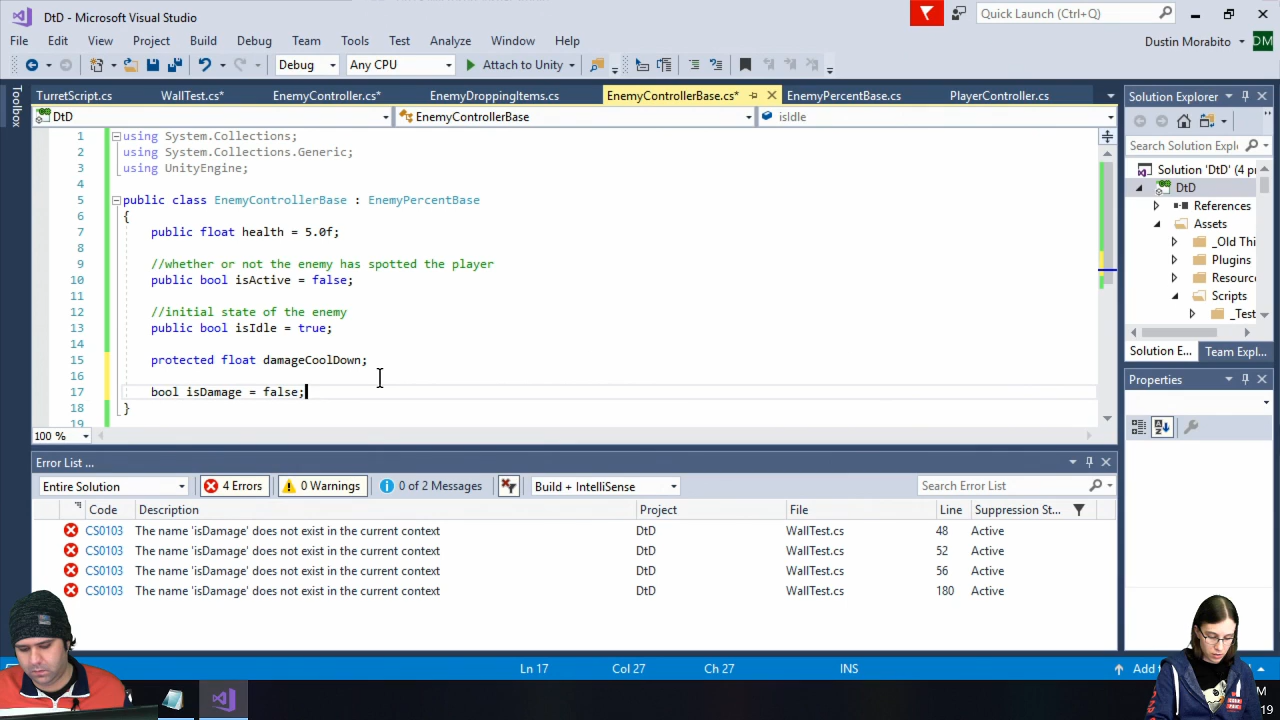 DtD - Microsoft Visual Studio
Quick Launch (Ctrl+Q)
File Edit View Project Build Debug Team Tools Test Analyze Window Help
Dustin Morabito DM
Debug Any CPU Attach to Unity
Toolbox
TurretScript.cs WallTest.cs* EnemyController.cs* EnemyDroppingItems.cs EnemyControllerBase.cs* EnemyPercentBase.cs PlayerController.cs
DtD EnemyControllerBase isIdle
1 using System.Collections;
2 using System.Collections.Generic;
3 using UnityEngine;
4
5 public class EnemyControllerBase : EnemyPercentBase
6 {
7 public float health = 5.0f;
8
9 //whether or not the enemy has spotted the player
10 public bool isActive = false;
11
12 //initial state of the enemy
13 public bool isIdle = true;
14
15 protected float damageCoolDown;
16
17 bool isDamage = false;
18 }
19
100 %
Solution Explorer
Search Solution Expl
Solution 'DtD' (4 pr
DtD
References
Assets
_Old Thi
Plugins
Resourc
Scripts
_Test
Solution E... Team Expl...
Properties
Error List ...
Entire Solution 4 Errors 0 Warnings 0 of 2 Messages Build + IntelliSense Search Error List
Code Description Project File Line Suppression St...
CS0103 The name 'isDamage' does not exist in the current context DtD WallTest.cs 48 Active
CS0103 The name 'isDamage' does not exist in the current context DtD WallTest.cs 52 Active
CS0103 The name 'isDamage' does not exist in the current context DtD WallTest.cs 56 Active
CS0103 The name 'isDamage' does not exist in the current context DtD WallTest.cs 180 Active
Ln 17 Col 27 Ch 27 INS Add
M
19